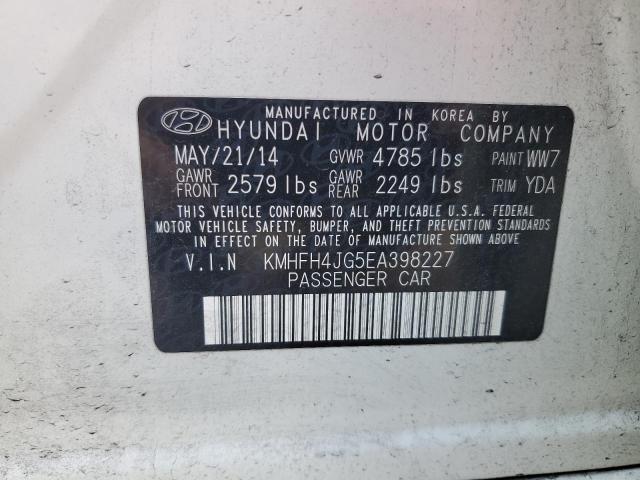 MANUFACTURED IN KOREA BY
HYUNDAI MOTOR COMPANY
MAY/21/14 GVWR 4785 lbs PAINT WW7
GAWR FRONT 2579 lbs GAWR REAR 2249 lbs TRIM YDA
THIS VEHICLE CONFORMS TO ALL APPLICABLE U.S.A. FEDERAL
MOTOR VEHICLE SAFETY, BUMPER, AND THEFT PREVENTION STANDARDS
IN EFFECT ON THE DATE OF MANUFACTURE SHOWN ABOVE.
V.I.N KMHFH4JG5EA398227
PASSENGER CAR